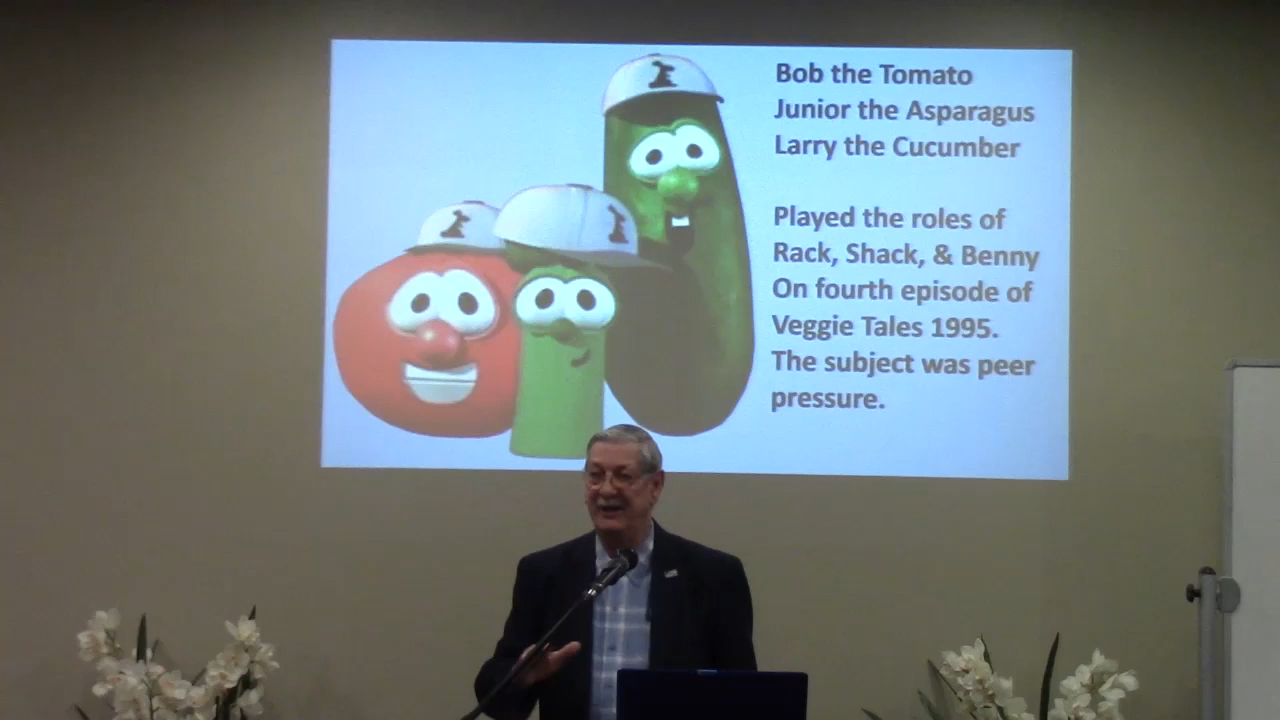 Bob the Tomato
Junior the Asparagus
Larry the Cucumber
Played the roles of
Rack, Shack, & Benny
On fourth episode of
Veggie Tales 1995.
The subject was peer
pressure.